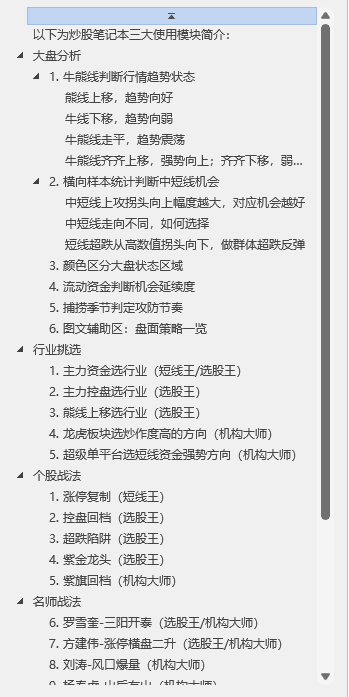 以下为炒股笔记本三大使用模块简介：
大盘分析
1. 牛熊线判断行情趋势状态
熊线上移，趋势向好
牛线下移，趋势向弱
牛熊线走平，趋势震荡
牛熊线齐齐上移，强势向上；齐齐下移，弱...
2. 横向样本统计判断中短线机会
中短线上攻拐头向上幅度越大，对应机会越好
中短线走向不同，如何选择
短线超跌从高数值拐头向下，做群体超跌反弹
3. 颜色区分大盘状态区域
4. 流动资金判断机会延续度
5. 捕捞季节判定攻防节奏
6. 图文辅助区：盘面策略一览
行业挑选
1. 主力资金选行业（短线王/选股王）
2. 主力控盘选行业（选股王）
3. 熊线上移选行业（选股王）
4. 龙虎板块选炒作度高的方向（机构大师）
5. 超级单平台选短线资金强势方向（机构大师）
个股战法
1. 涨停复制（短线王）
2. 控盘回档（选股王）
3. 超跌陷阱（选股王）
4. 紫金龙头（选股王）
5. 紫旗回档（机构大师）
名师战法
6. 罗雪奎-三阳开泰（选股王/机构大师）
7. 方建伟-涨停横盘二升（选股王/机构大师）
8. 刘涛-风口爆量（机构大师）